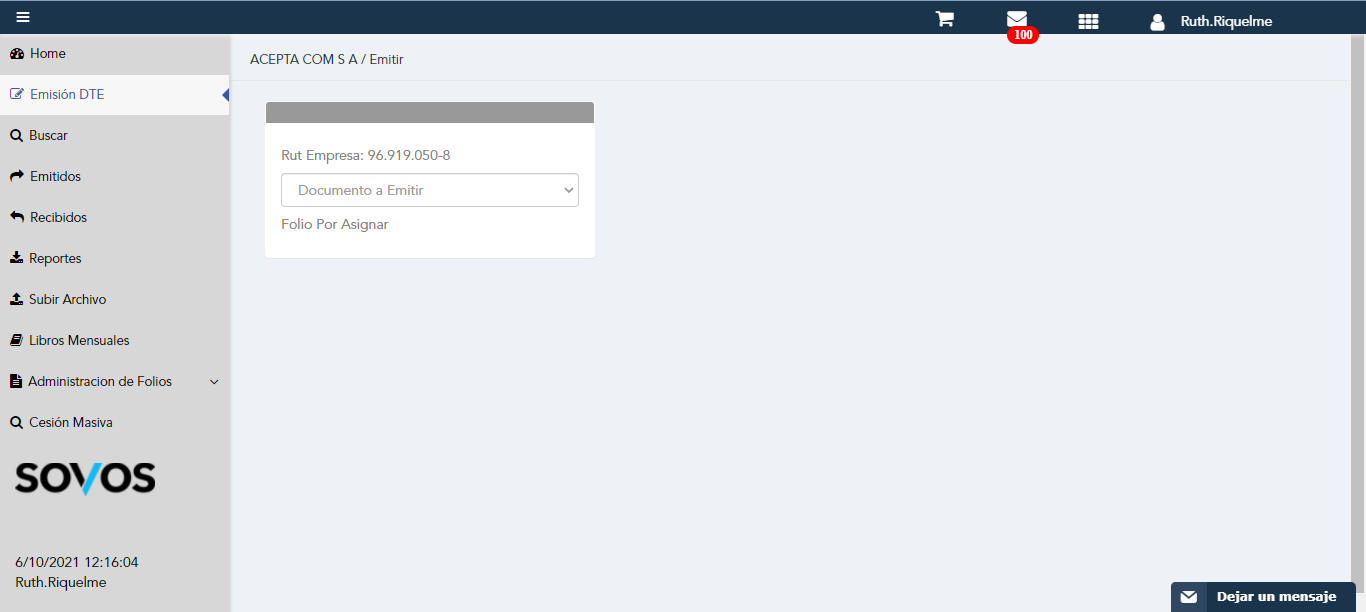 100
Ruth.Riquelme
Home
Emisión DTE
Buscar
Emitidos
Recibidos
Reportes
Subir Archivo
Libros Mensuales
Administracion de Folios
Cesión Masiva
SOVOS
6/10/2021 12:16:04
Ruth.Riquelme
ACEPTA COM S A / Emitir
Rut Empresa: 96.919.050-8
Documento a Emitir
Folio Por Asignar
Dejar un mensaje